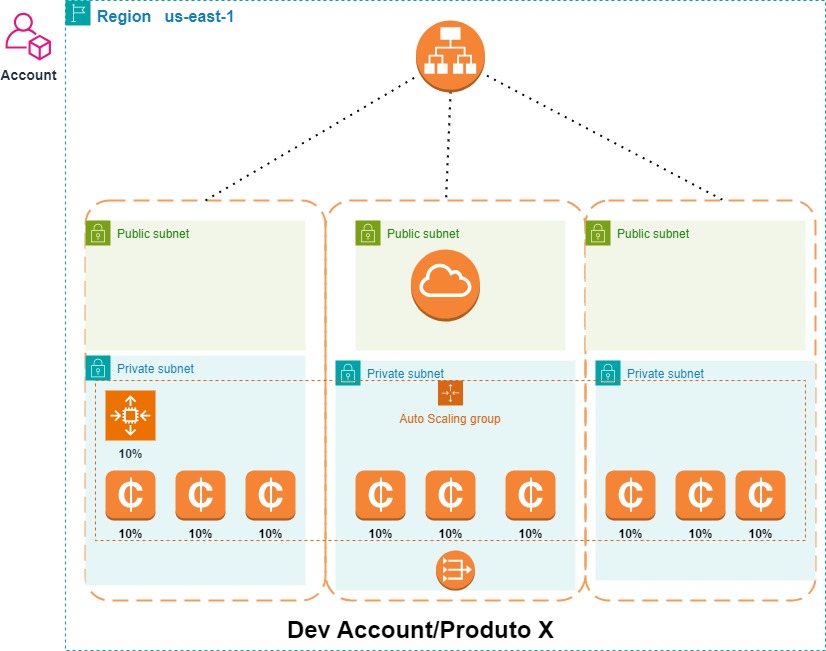 Region us-east-1
Account
Public subnet
Public subnet
Public subnet
Private subnet
Private subnet
Private subnet
Auto Scaling group
10%
10%
10%
10%
10%
10%
10%
10%
10%
10%
Dev Account/Produto X